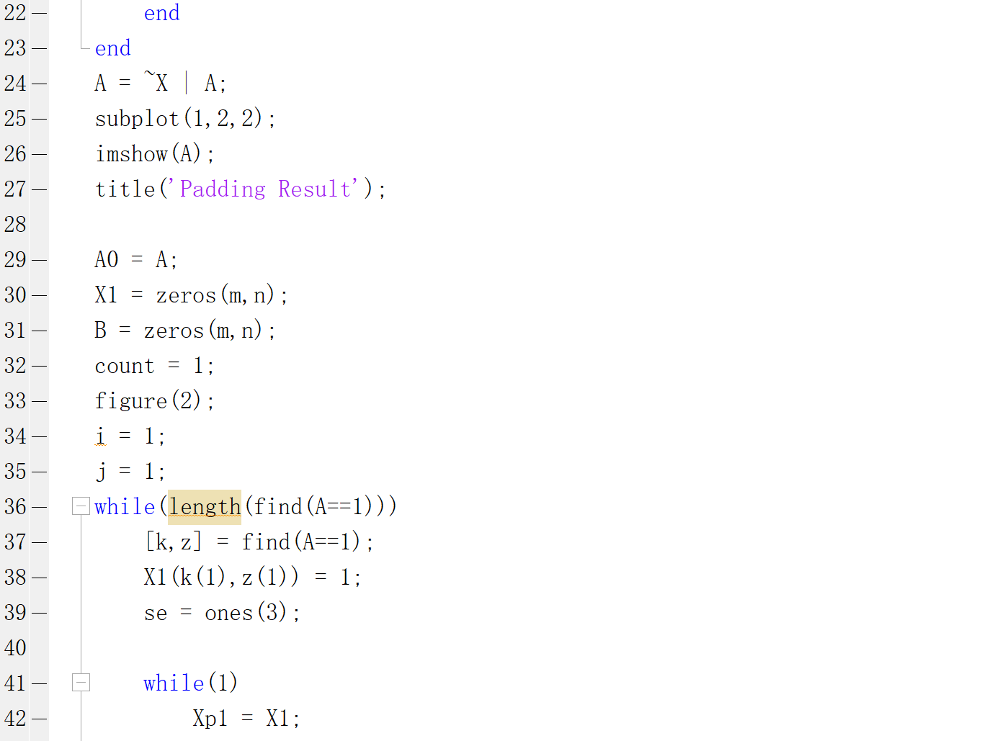 22 end
23 end
24 A = ~X | A;
25 subplot(1,2,2);
26 imshow(A);
27 title('Padding Result');
28
29 A0 = A;
30 X1 = zeros(m,n);
31 B = zeros(m,n);
32 count = 1;
33 figure(2);
34 i = 1;
35 j = 1;
36 while(length(find(A==1)))
37 [k,z] = find(A==1);
38 X1(k(1),z(1)) = 1;
39 se = ones(3);
40
41 while(1)
42 Xp1 = X1;